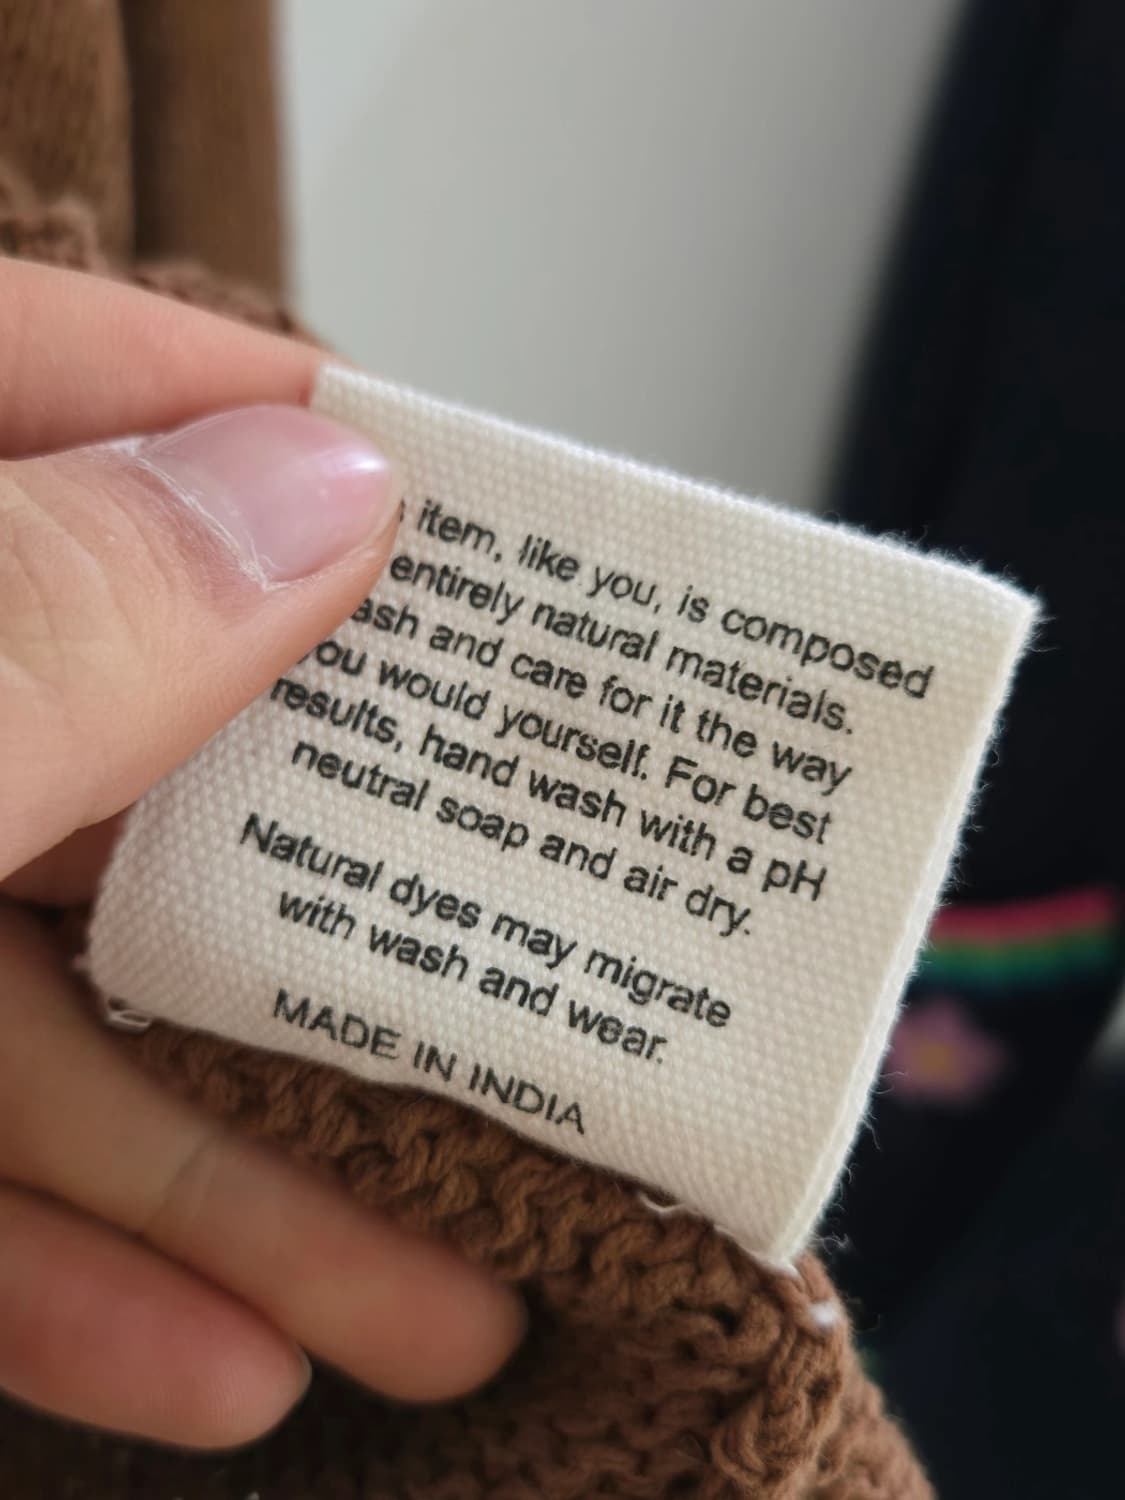 item, like you, is composed
entirely natural materials.
ash and care for it the way
ou would yourself. For best
results, hand wash with a pH
neutral soap and air dry.
Natural dyes may migrate
with wash and wear.
MADE IN INDIA